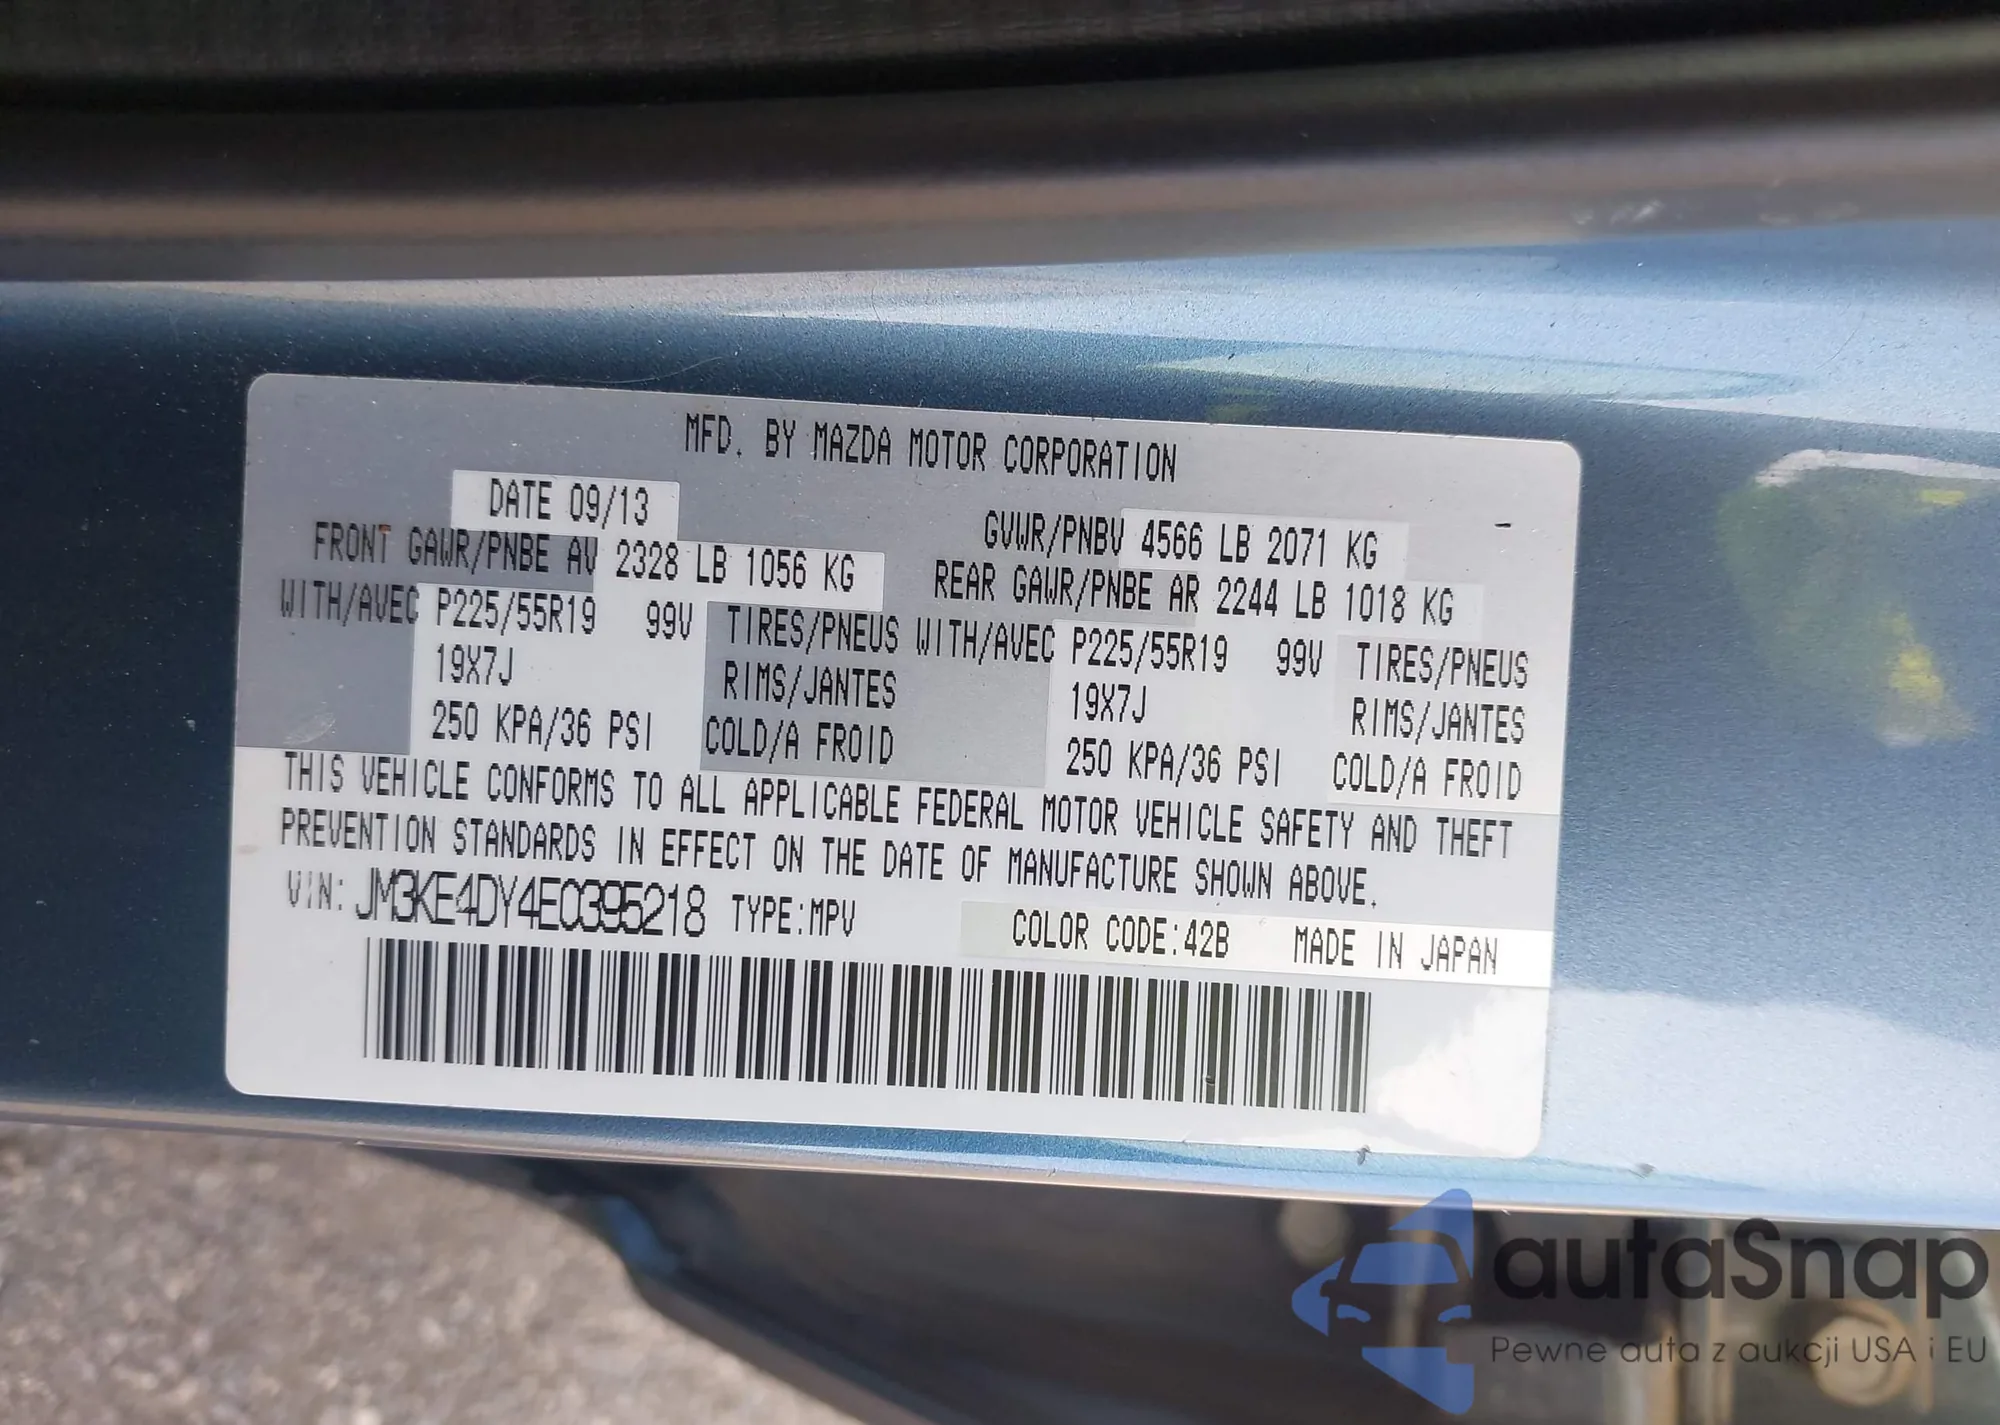 MFD. BY MAZDA MOTOR CORPORATION
DATE 09/13 GVWR/PNBV 4566 LB 2071 KG
FRONT GAWR/PNBE AV 2328 LB 1056 KG REAR GAWR/PNBE AR 2244 LB 1018 KG
WITH/AVEC P225/55R19 99V TIRES/PNEUS WITH/AVEC P225/55R19 99V TIRES/PNEUS
19X7J RIMS/JANTES 19X7J RIMS/JANTES
250 KPA/36 PSI COLD/A FROID 250 KPA/36 PSI COLD/A FROID
THIS VEHICLE CONFORMS TO ALL APPLICABLE FEDERAL MOTOR VEHICLE SAFETY AND THEFT
PREVENTION STANDARDS IN EFFECT ON THE DATE OF MANUFACTURE SHOWN ABOVE.
VIN: JM3KE4DY4E0395218 TYPE:MPV COLOR CODE:42B MADE IN JAPAN
autaSnap
Pewne auta z aukcji USA i EU